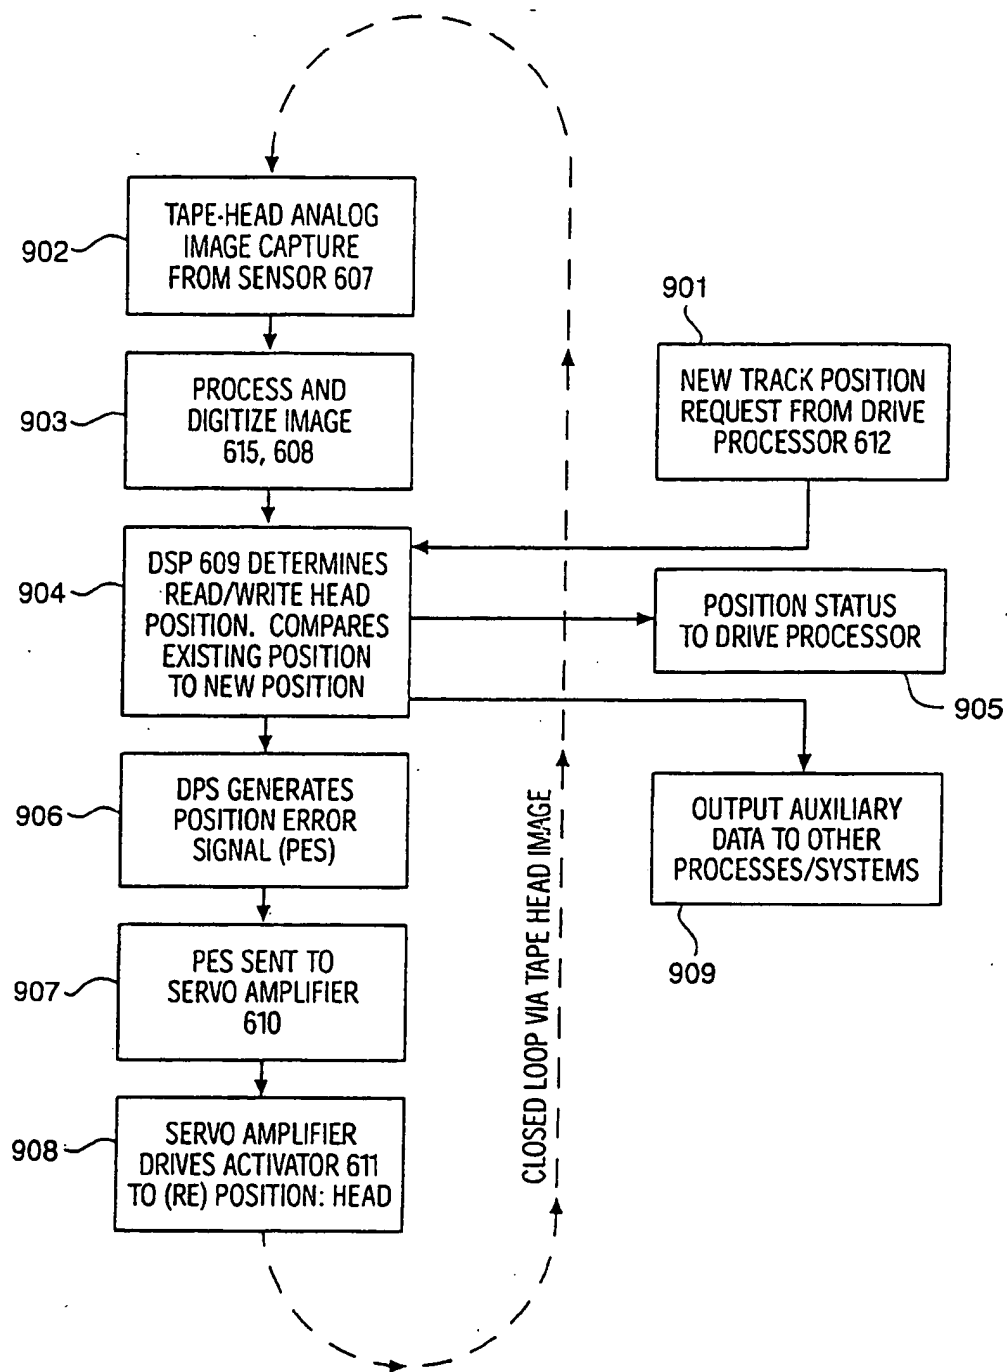 902
TAPE-HEAD ANALOG
IMAGE CAPTURE
FROM SENSOR 607
903
PROCESS AND
DIGITIZE IMAGE
615, 608
901
NEW TRACK POSITION
REQUEST FROM DRIVE
PROCESSOR 612
904
DSP 609 DETERMINES
READ/WRITE HEAD
POSITION. COMPARES
EXISTING POSITION
TO NEW POSITION
POSITION STATUS
TO DRIVE PROCESSOR
905
906
DPS GENERATES
POSITION ERROR
SIGNAL (PES)
OUTPUT AUXILIARY
DATA TO OTHER
PROCESSES/SYSTEMS
909
907
PES SENT TO
SERVO AMPLIFIER
610
908
SERVO AMPLIFIER
DRIVES ACTIVATOR 611
TO (RE) POSITION: HEAD
CLOSED LOOP VIA TAPE HEAD IMAGE